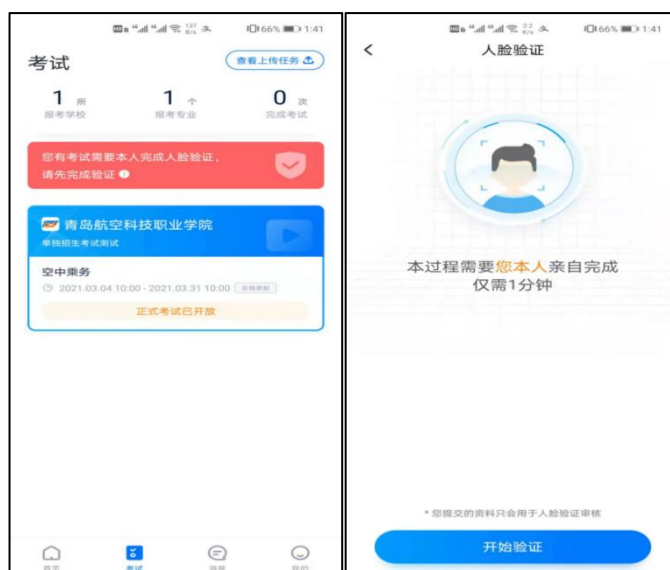 66% 1:41
考试
查看上传任务
1 所
1 个
0 次
报考学校
报考专业
完成考试
您有考试需要本人完成人脸验证，
请先完成验证
青岛航空科技职业学院
单独招生考试测试
空中乘务
2021.03.04 10:00 - 2021.03.31 10:00
正式考试已开放
首页
考试
消息
我的
66% 1:41
人脸验证
本过程需要您本人亲自完成
仅需1分钟
* 您提交的资料只会用于人脸验证审核
开始验证